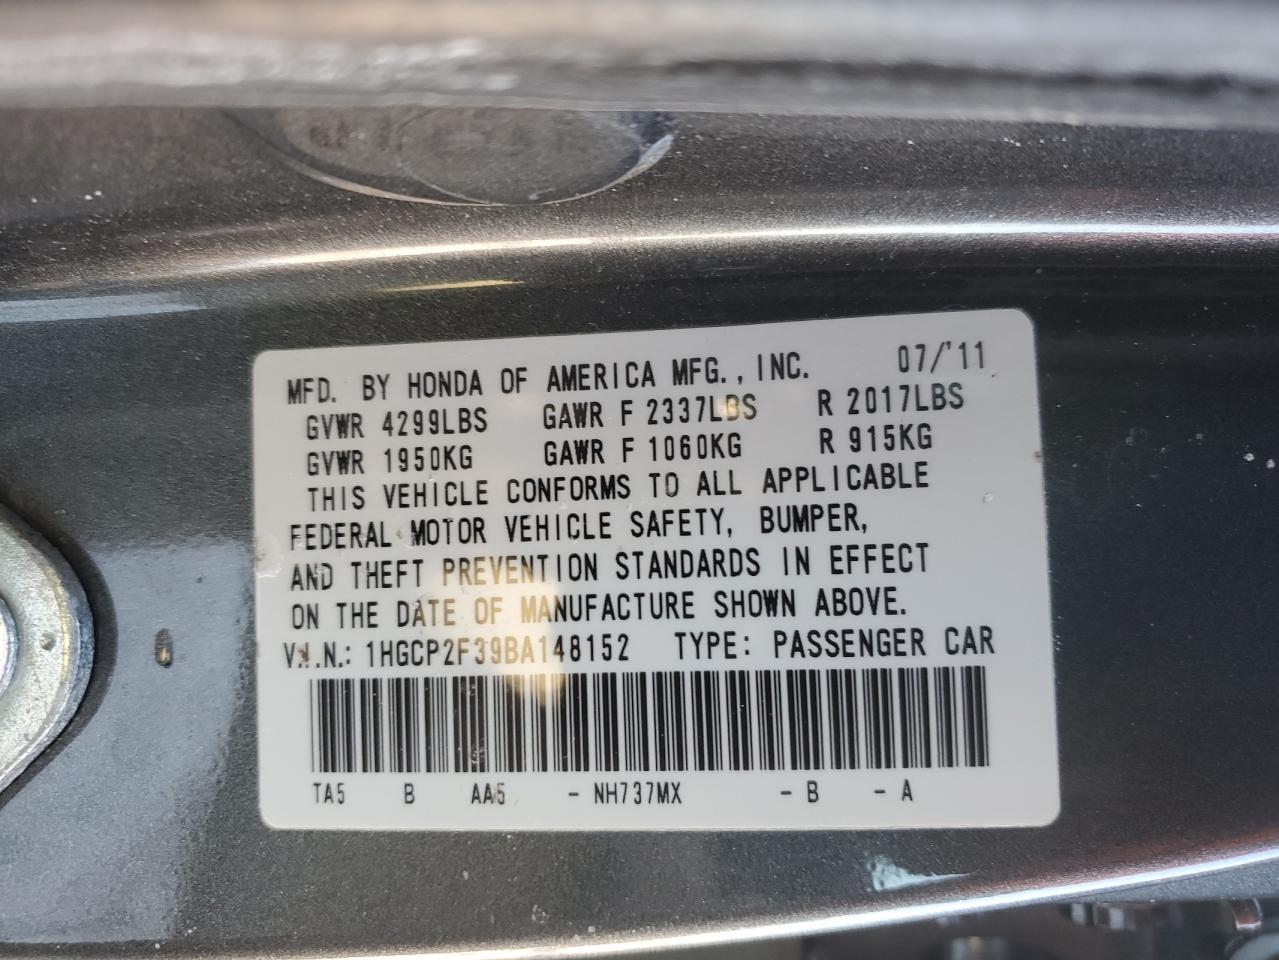 MFD. BY HONDA OF AMERICA MFG., INC. 07/'11
GVWR 4299LBS GAWR F 2337LBS R 2017LBS
GVWR 1950KG GAWR F 1060KG R 915KG
THIS VEHICLE CONFORMS TO ALL APPLICABLE
FEDERAL MOTOR VEHICLE SAFETY, BUMPER,
AND THEFT PREVENTION STANDARDS IN EFFECT
ON THE DATE OF MANUFACTURE SHOWN ABOVE.
V.I.N.: 1HGCP2F39BA148152 TYPE: PASSENGER CAR
TA5 B AA5 - NH737MX - B - A